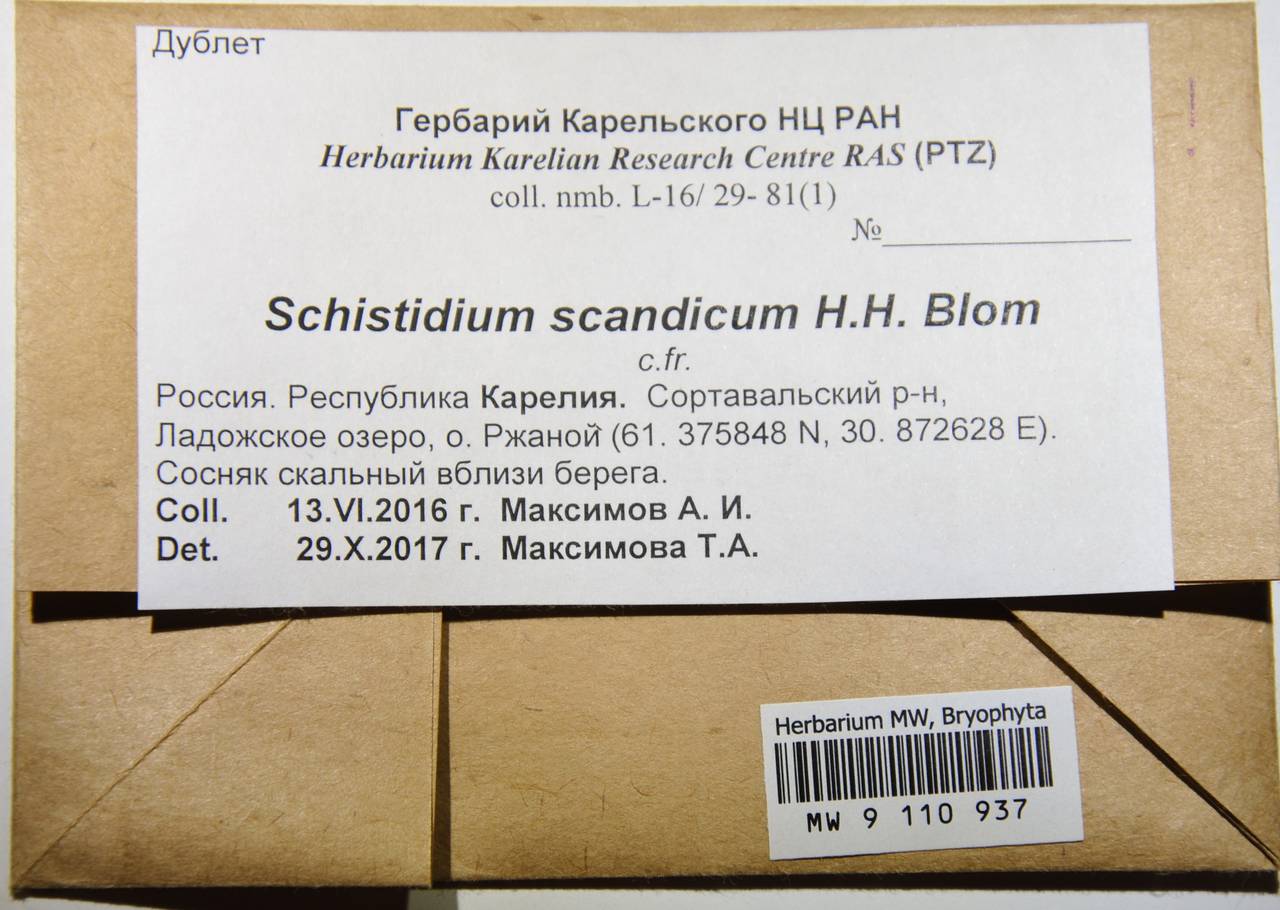 Дублет
Гербарий Карельского НЦ РАН
Herbarium Karelian Research Centre RAS (PTZ)
coll. nmb. L-16/ 29- 81(1)
№
Schistidium scandicum H.H. Blom
c.fr.
Россия. Республика Карелия. Сортавальский р-н,
Ладожское озеро, о. Ржаной (61. 375848 N, 30. 872628 E).
Сосняк скальный вблизи берега.
Coll. 13.VI.2016 г. Максимов А. И.
Det. 29.X.2017 г. Максимова Т.А.
Herbarium MW, Bryophyta
MW 9 110 937